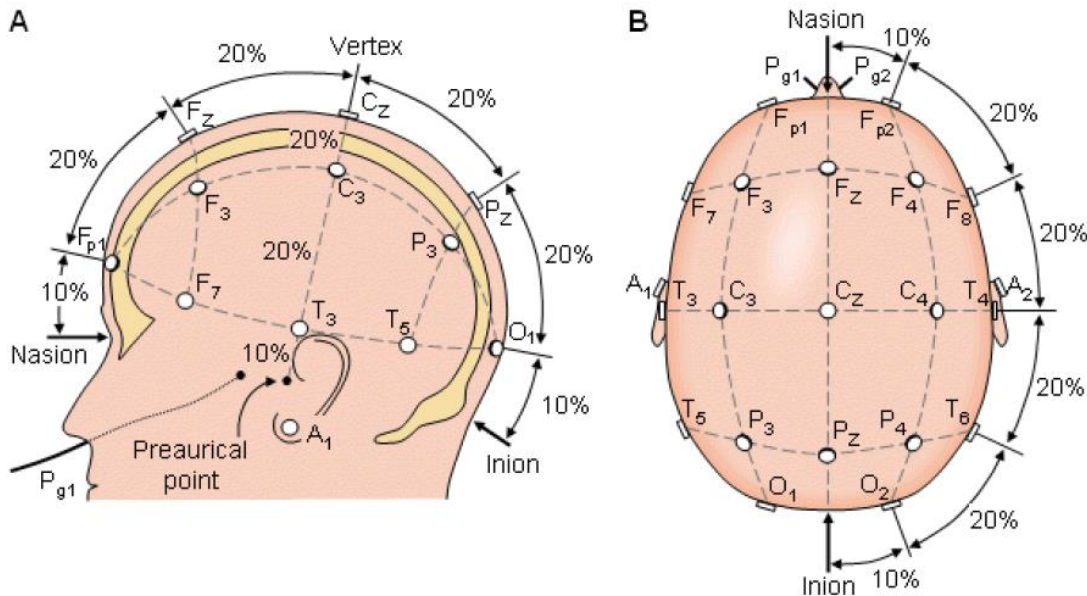 A
Vertex
20%
20%
Fz
Cz
20%
20%
F3
C3
Pz
Fp1
20%
P3
20%
10%
F7
T3
T5
O1
Nasion
10%
10%
Preaurical
point
A1
Inion
Pg1
B
Nasion
10%
Pg1
Pg2
Fp1
Fp2
20%
F7
F3
Fz
F4
F8
20%
A1
T3
C3
Cz
C4
T4
A2
20%
T5
P3
Pz
P4
T6
O1
O2
20%
10%
Inion